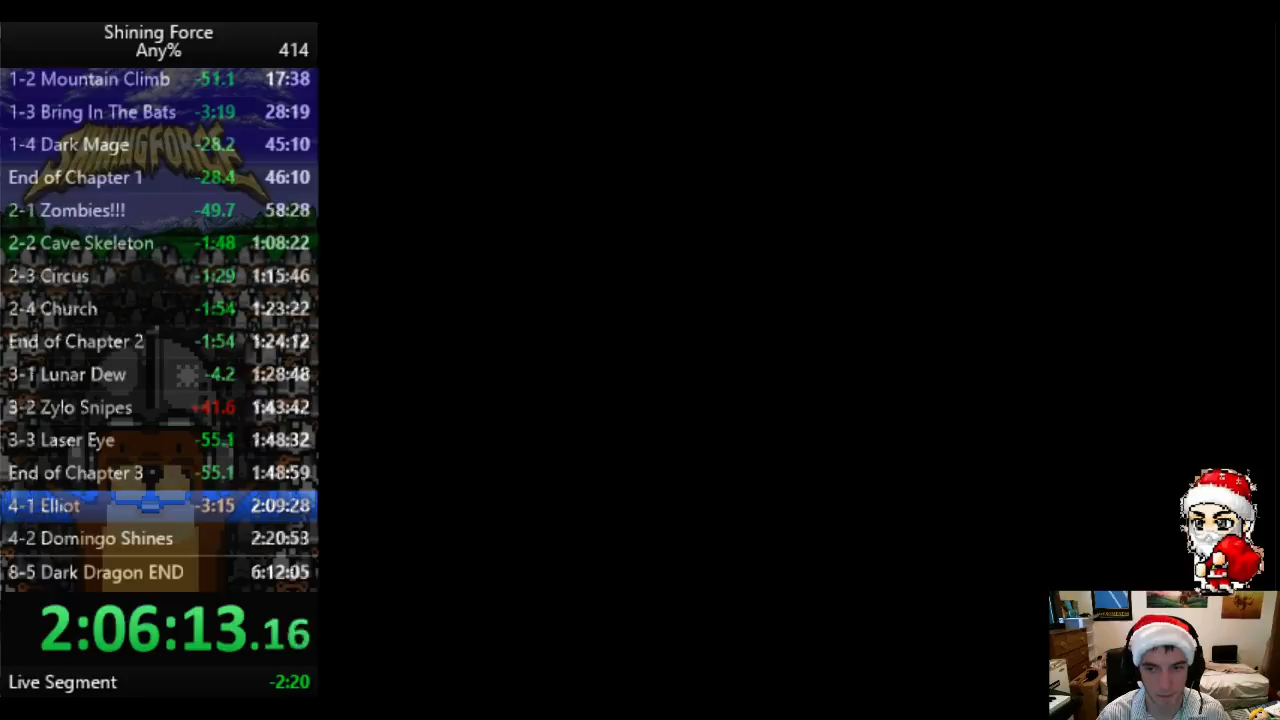 Shining Force
Any% 414
1-2 Mountain Climb -51.1 17:38
1-3 Bring In The Bats -3:19 28:19
1-4 Dark Mage -28.2 45:10
End of Chapter 1 -28.4 46:10
2-1 Zombies!!! -49.7 58:28
2-2 Cave Skeleton -1:48 1:08:22
2-3 Circus -1:29 1:15:46
2-4 Church -1:54 1:23:22
End of Chapter 2 -1:54 1:24:12
3-1 Lunar Dew -4.2 1:28:48
3-2 Zylo Snipes +41.6 1:43:42
3-3 Laser Eye -55.1 1:48:32
End of Chapter 3 -55.1 1:48:59
4-1 Elliot -3:15 2:09:28
4-2 Domingo Shines 2:20:53
8-5 Dark Dragon END 6:12:05
2:06:13.16
Live Segment -2:20
SHINING FORCE